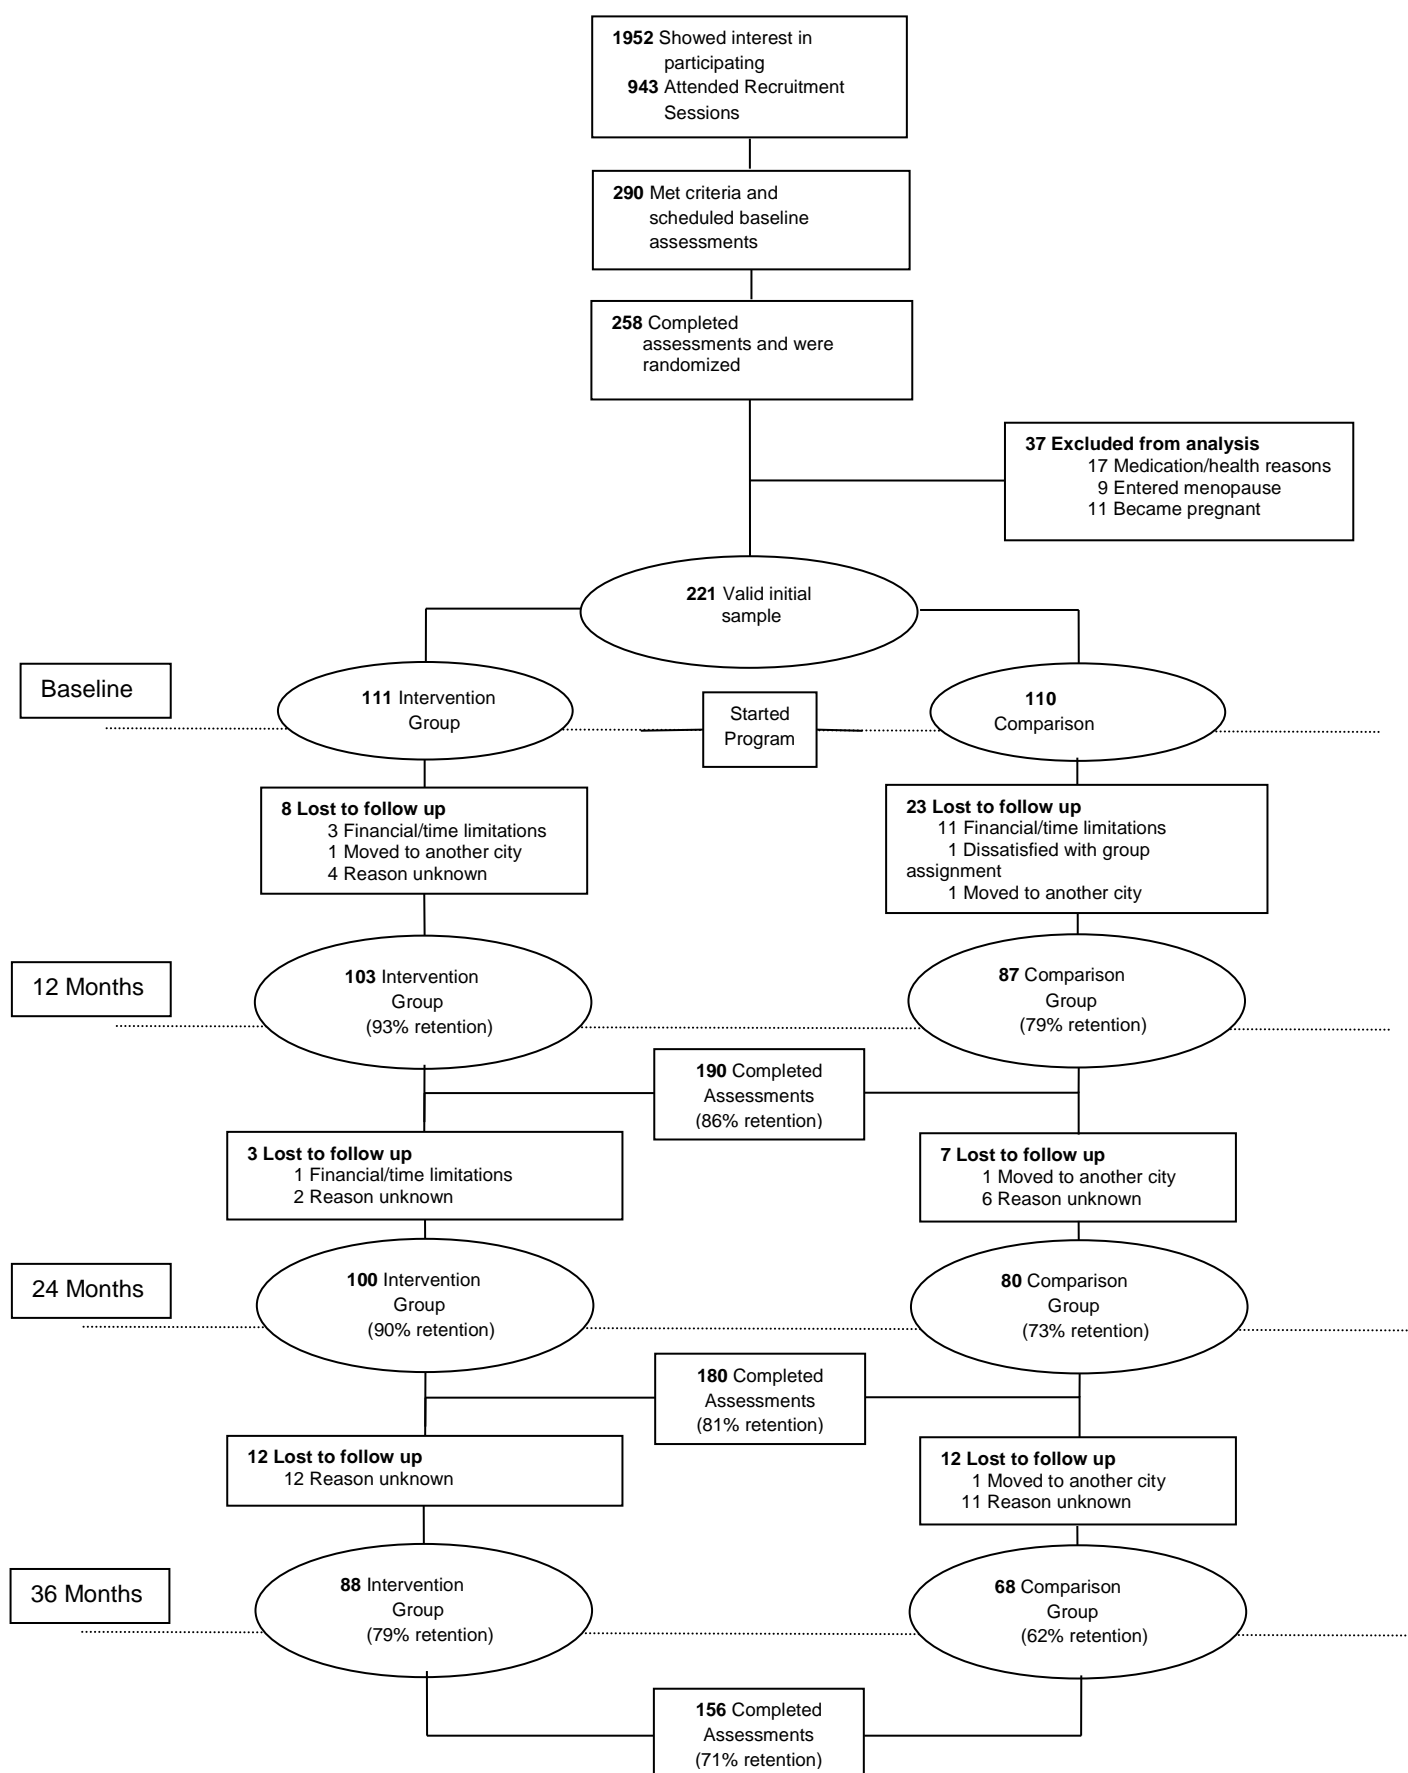 1952 Showed interest in
participating
943 Attended Recruitment
Sessions
290 Met criteria and
scheduled baseline
assessments
258 Completed
assessments and were
randomized
37 Excluded from analysis
17 Medication/health reasons
9 Entered menopause
11 Became pregnant
221 Valid initial
sample
Baseline
111 Intervention
Group
Started
Program
110
Comparison
8 Lost to follow up
3 Financial/time limitations
1 Moved to another city
4 Reason unknown
23 Lost to follow up
11 Financial/time limitations
1 Dissatisfied with group
assignment
1 Moved to another city
12 Months
103 Intervention
Group
(93% retention)
87 Comparison
Group
(79% retention)
190 Completed
Assessments
(86% retention)
3 Lost to follow up
1 Financial/time limitations
2 Reason unknown
7 Lost to follow up
1 Moved to another city
6 Reason unknown
24 Months
100 Intervention
Group
(90% retention)
80 Comparison
Group
(73% retention)
180 Completed
Assessments
(81% retention)
12 Lost to follow up
12 Reason unknown
12 Lost to follow up
1 Moved to another city
11 Reason unknown
36 Months
88 Intervention
Group
(79% retention)
68 Comparison
Group
(62% retention)
156 Completed
Assessments
(71% retention)